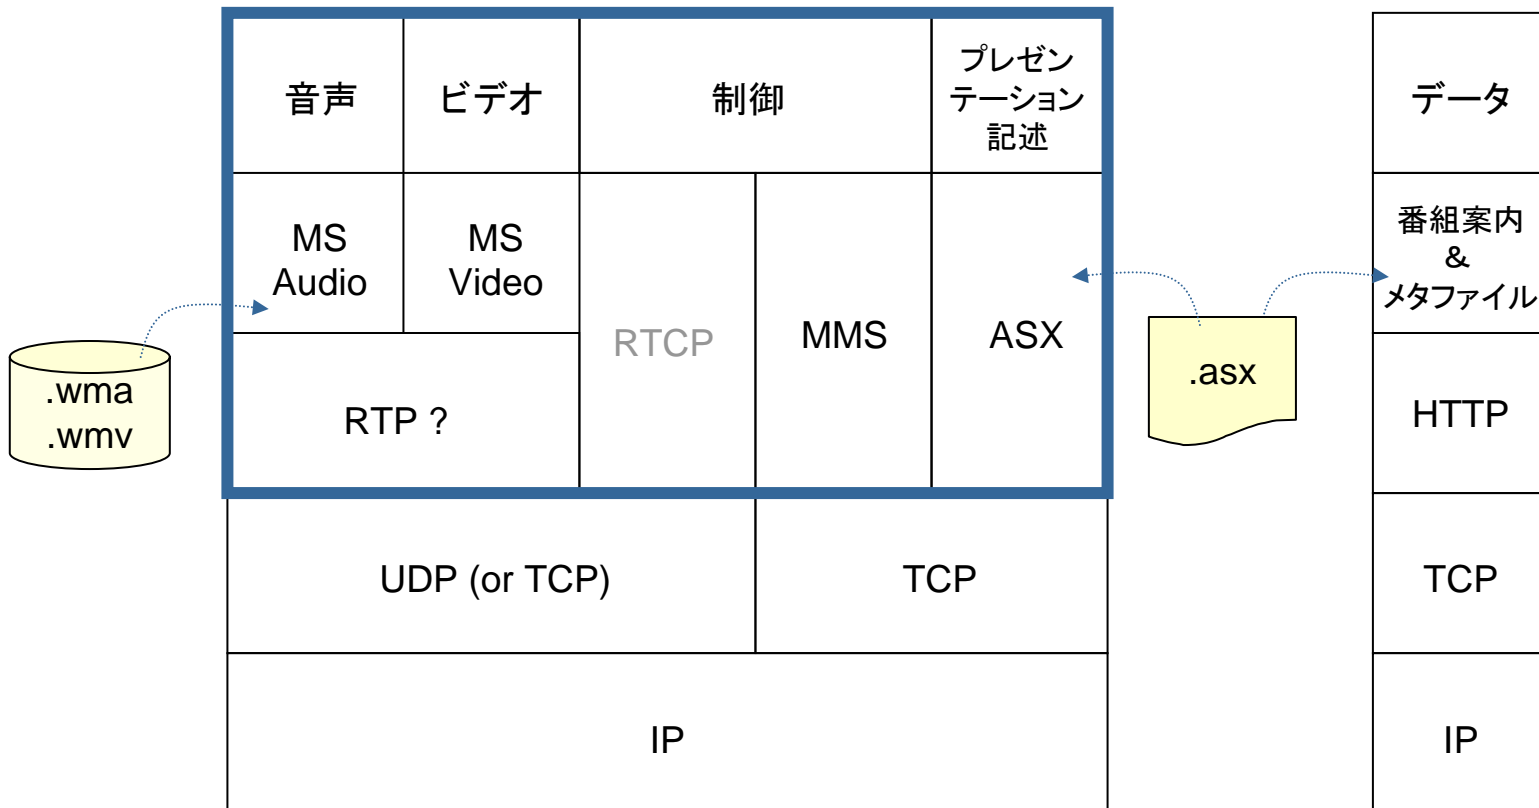 音声
ビデオ
制御
プレゼン
テーション
記述
データ
MS
Audio
MS
Video
RTCP
MMS
ASX
番組案内
&
メタファイル
.wma
.wmv
RTP ?
.asx
HTTP
UDP (or TCP)
TCP
TCP
IP
IP